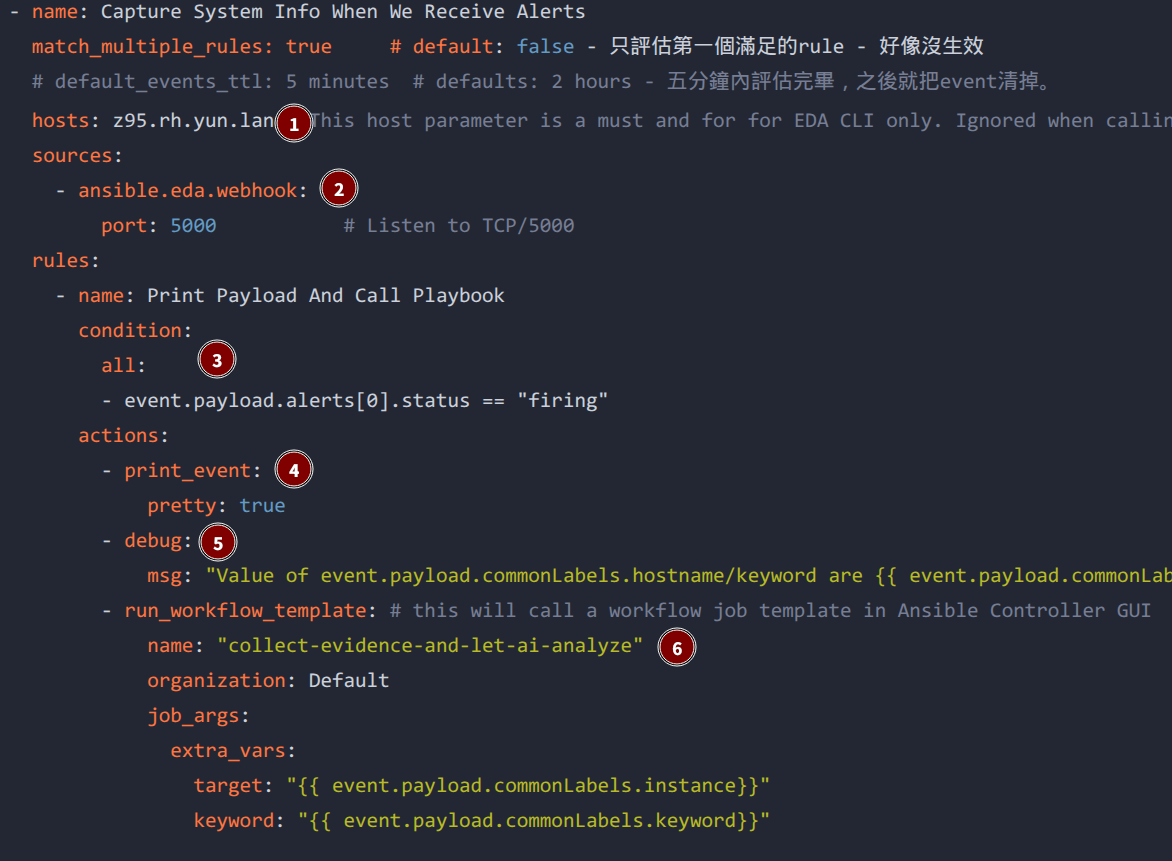 - name: Capture System Info When We Receive Alerts
match_multiple_rules: true # default: false - 只評估第一個滿足的rule - 好像沒生效
# default_events_ttl: 5 minutes # defaults: 2 hours - 五分鐘內評估完畢，之後就把event清掉。
hosts: z95.rh.yun.lan 1 This host parameter is a must and for for EDA CLI only. Ignored when
sources:
- ansible.eda.webhook: 2
port: 5000 # Listen to TCP/5000
rules:
- name: Print Payload And Call Playbook
condition:
all: 3
- event.payload.alerts[0].status == "firing"
actions:
- print_event: 4
pretty: true
- debug: 5
msg: "Value of event.payload.commonLabels.hostname/keyword are {{ event.payload.commonLab
- run_workflow_template: # this will call a workflow job template in Ansible Controller GUI
name: "collect-evidence-and-let-ai-analyze" 6
organization: Default
job_args:
extra_vars:
target: "{{ event.payload.commonLabels.instance}}"
keyword: "{{ event.payload.commonLabels.keyword}}"